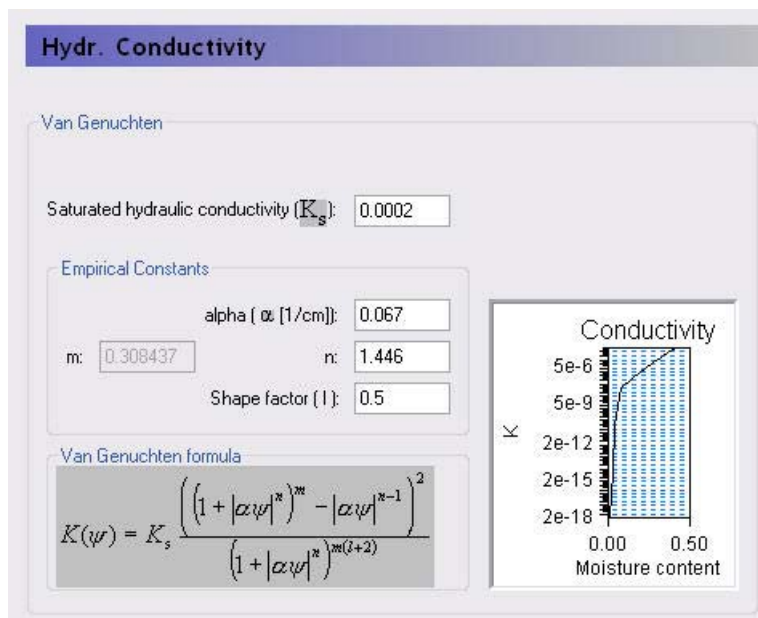 Hydr. Conductivity
Van Genuchten
Saturated hydraulic conductivity (Ks): 0.0002
Empirical Constants
alpha ( α [1/cm]): 0.067
m: 0.308437 n: 1.446
Shape factor ( l ): 0.5
Van Genuchten formula
K(ψ) = K_s ((1 + |αψ|^n)^m − |αψ|^(n−1))^2 / (1 + |αψ|^n)^(m(l+2))
Conductivity
K
5e-6
5e-9
2e-12
2e-15
2e-18
0.00 0.50
Moisture content